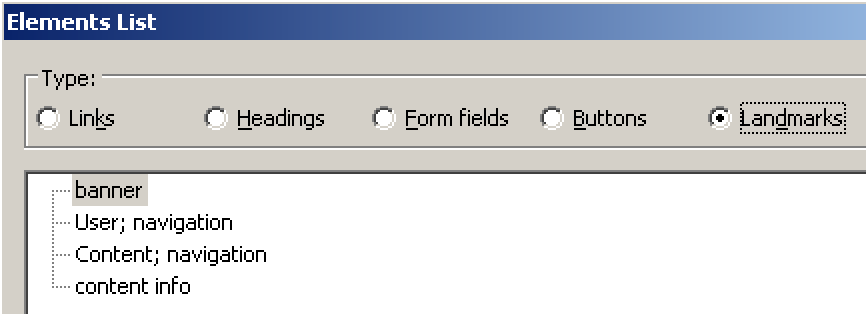 Elements List
Type:
Links Headings Form fields Buttons Landmarks
banner
User; navigation
Content; navigation
content info